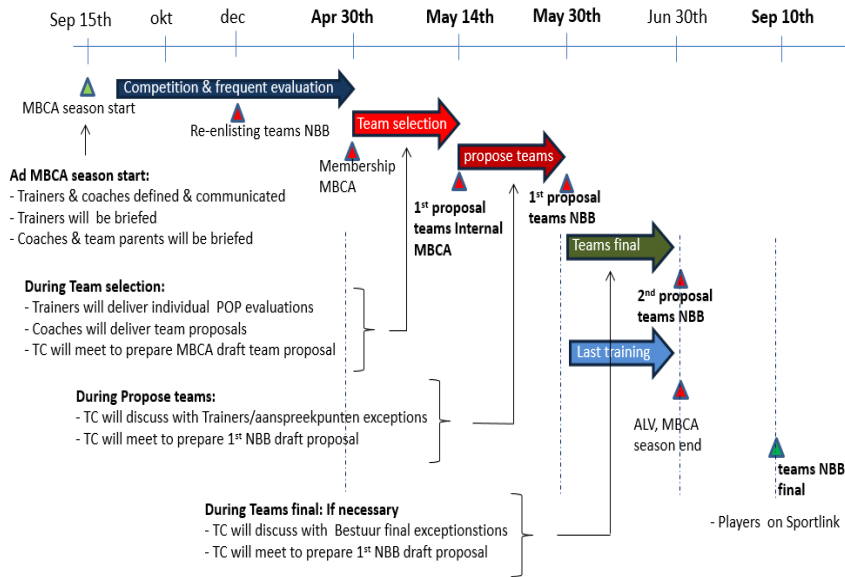 Sep 15th okt dec Apr 30th May 14th May 30th Jun 30th Sep 10th
Competition & frequent evaluation
MBCA season start
Re-enlisting teams NBB
Team selection
Membership
MBCA
propose teams
1st proposal
teams Internal
MBCA
1st proposal
teams NBB
Ad MBCA season start:
- Trainers & coaches defined & communicated
- Trainers will be briefed
- Coaches & team parents will be briefed
Teams final
2nd proposal
teams NBB
During Team selection:
- Trainers will deliver individual POP evaluations
- Coaches will deliver team proposals
- TC will meet to prepare MBCA draft team proposal
Last training
ALV, MBCA
season end
During Propose teams:
- TC will discuss with Trainers/aanspreekpunten exceptions
- TC will meet to prepare 1st NBB draft proposal
teams NBB
final
- Players on Sportlink
During Teams final: If necessary
- TC will discuss with Bestuur final exceptionstions
- TC will meet to prepare 1st NBB draft proposal